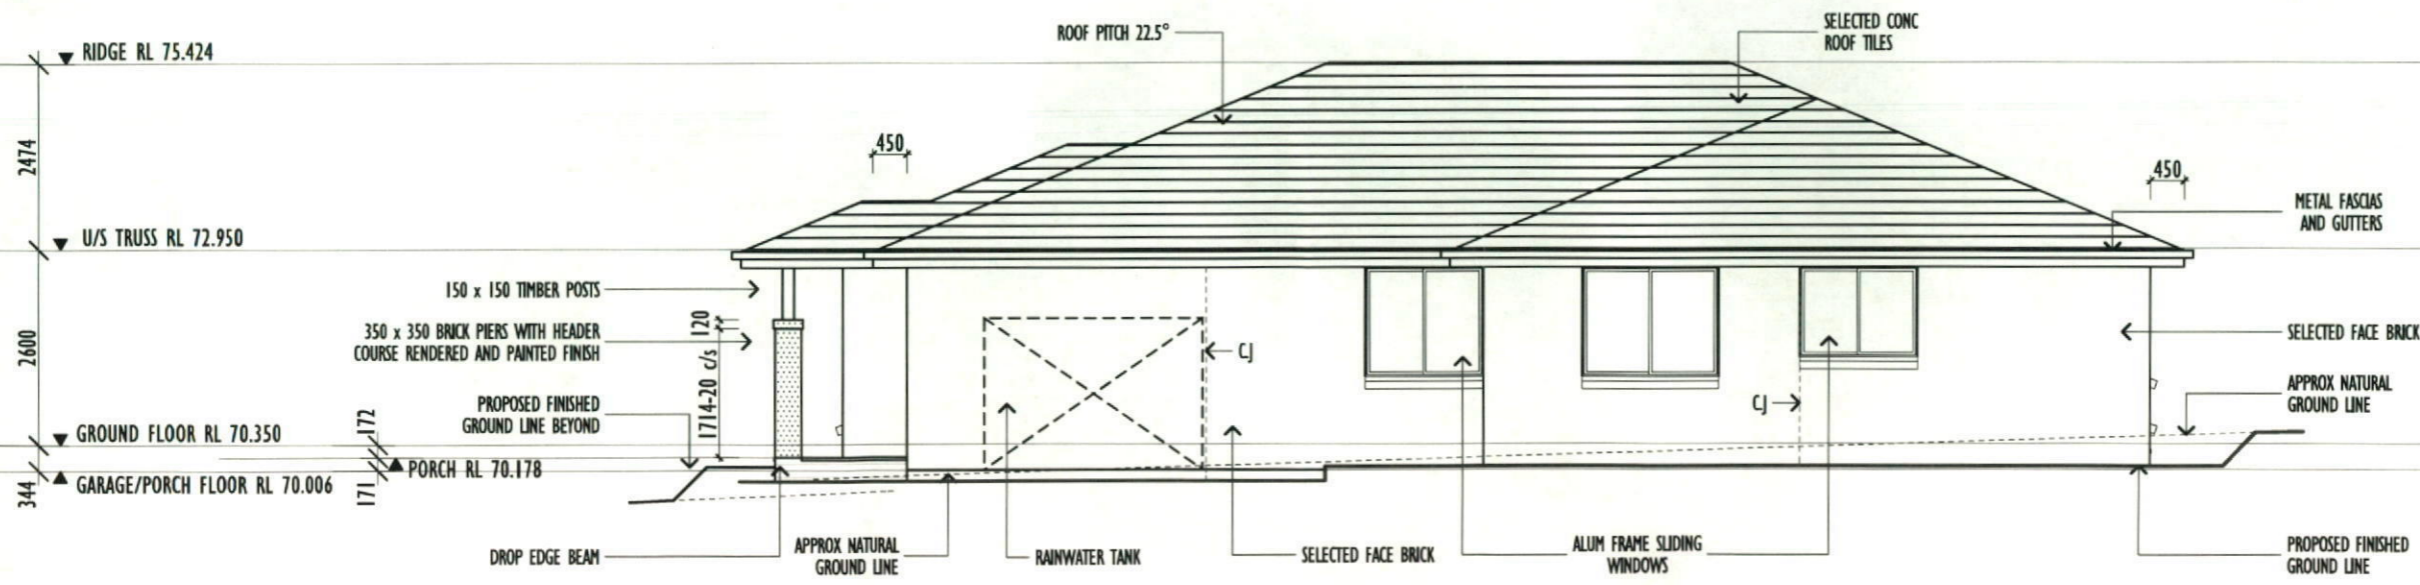 ROOF PITCH 22.5°
SELECTED CONC
ROOF TILES
RIDGE RL 75.424
2474
450
450
METAL FASCIAS
AND GUTTERS
U/S TRUSS RL 72.950
150 x 150 TIMBER POSTS
120
350 x 350 BRICK PIERS WITH HEADER
COURSE RENDERED AND PAINTED FINISH
2600
SELECTED FACE BRICK
CJ
1714-20 c/s
APPROX NATURAL
GROUND LINE
CJ
PROPOSED FINISHED
GROUND LINE BEYOND
172
GROUND FLOOR RL 70.350
PORCH RL 70.178
GARAGE/PORCH FLOOR RL 70.006
344
171
DROP EDGE BEAM
APPROX NATURAL
GROUND LINE
RAINWATER TANK
SELECTED FACE BRICK
ALUM FRAME SLIDING
WINDOWS
PROPOSED FINISHED
GROUND LINE